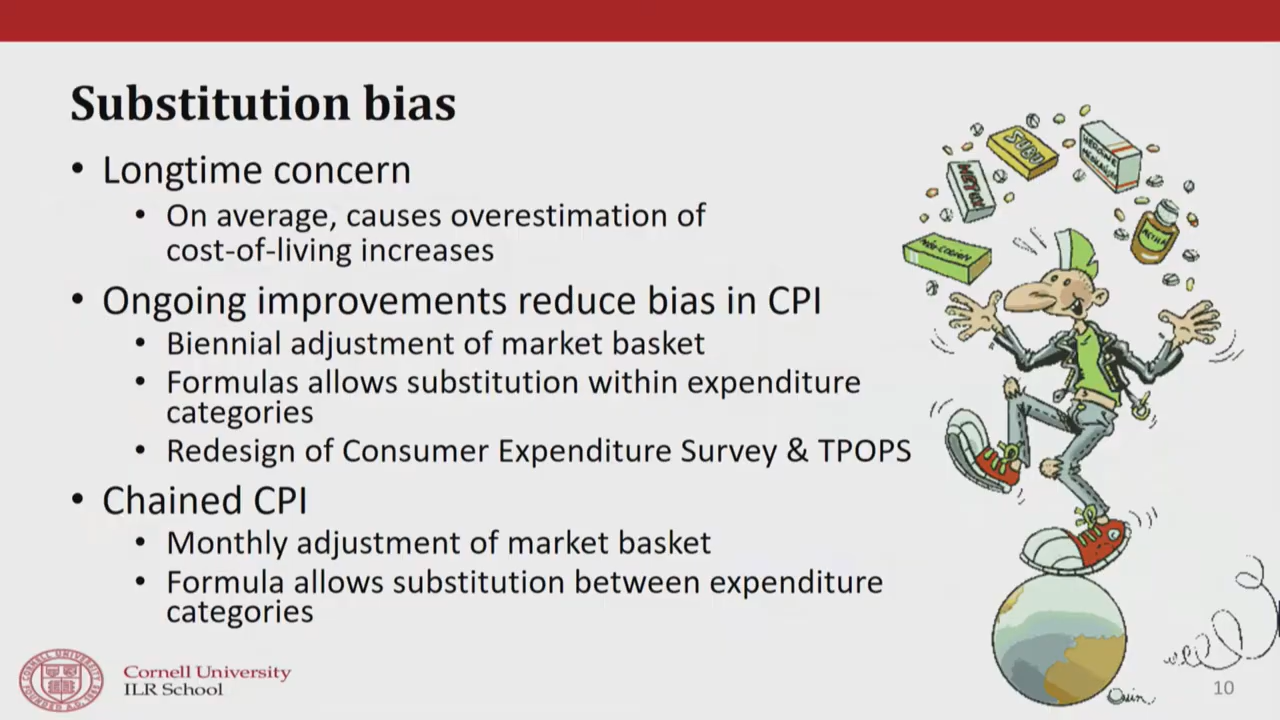 Substitution bias
• Longtime concern
• On average, causes overestimation of
cost-of-living increases
• Ongoing improvements reduce bias in CPI
• Biennial adjustment of market basket
• Formulas allows substitution within expenditure
categories
• Redesign of Consumer Expenditure Survey & TPOPS
• Chained CPI
• Monthly adjustment of market basket
• Formula allows substitution between expenditure
categories
SUBU
Cornell University
ILR School
10